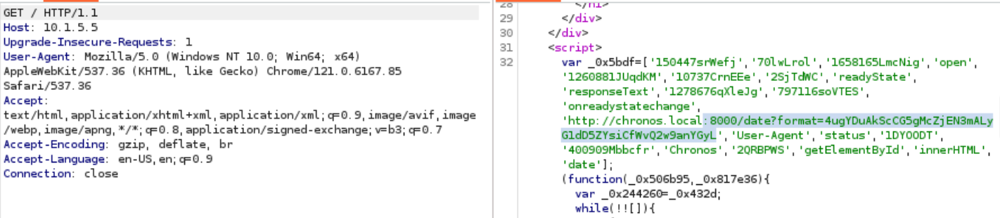 GET / HTTP/1.1
Host: 10.1.5.5
Upgrade-Insecure-Requests: 1
User-Agent: Mozilla/5.0 (Windows NT 10.0; Win64; x64)
AppleWebKit/537.36 (KHTML, like Gecko) Chrome/121.0.6167.85
Safari/537.36
Accept:
text/html,application/xhtml+xml,application/xml;q=0.9,image/avif,image
/webp,image/apng,*/*;q=0.8,application/signed-exchange;v=b3;q=0.7
Accept-Encoding: gzip, deflate, br
Accept-Language: en-US,en;q=0.9
Connection: close
28 </h1>
29 </div>
30 </div>
31 <script>
32 var _0x5bdf=['150447srWefj','70lwLrol','1658165LmcNig','open',
'1260881JUqdKM','10737CrnEEe','2SjTdWC','readyState',
'responseText','1278676qXleJg','797116soVTES',
'onreadystatechange',
'http://chronos.local:8000/date?format=4ugYDuAkScCG5gMcZjEN3mALy
G1dD5ZYsiCfWvQ2w9anYGyL','User-Agent','status','1DYOODT',
'400909Mbbcfr','Chronos','2QRBPWS','getElementById','innerHTML',
'date'];
(function(_0x506b95,_0x817e36){
var _0x244260=_0x432d;
while(!![]){